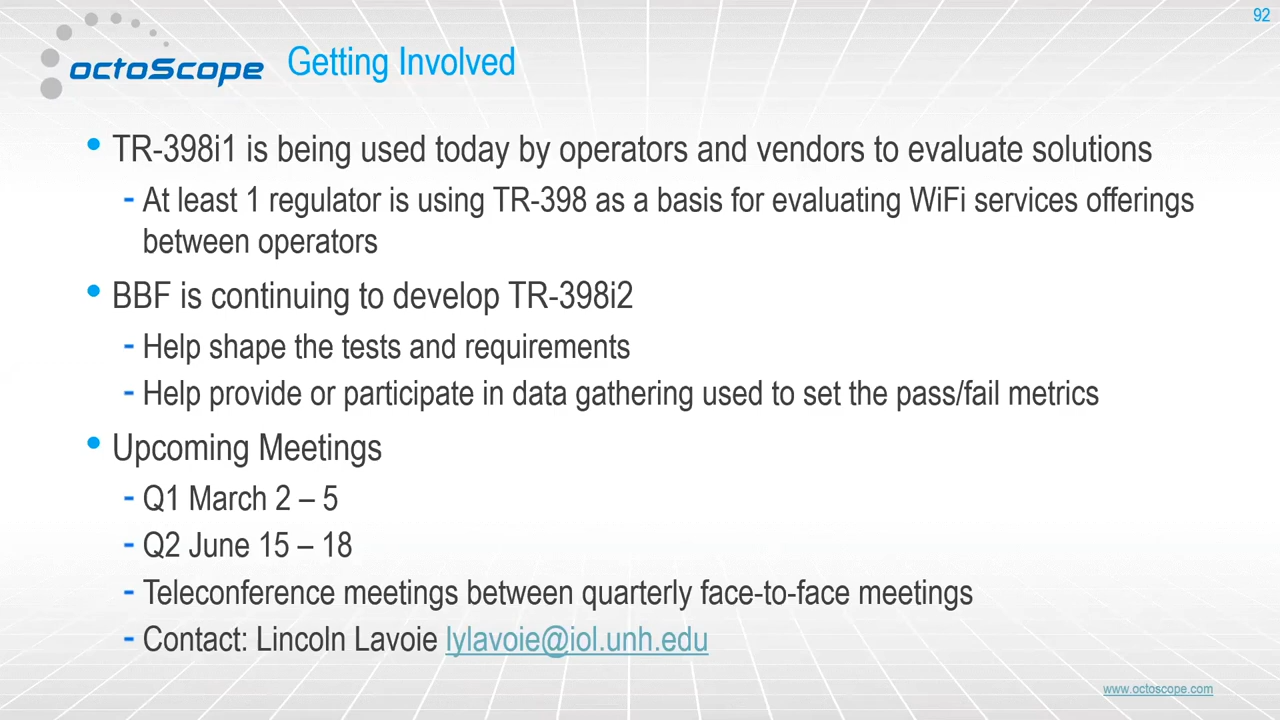 92
octoScope
Getting Involved
• TR-398i1 is being used today by operators and vendors to evaluate solutions
- At least 1 regulator is using TR-398 as a basis for evaluating WiFi services offerings
between operators
• BBF is continuing to develop TR-398i2
- Help shape the tests and requirements
- Help provide or participate in data gathering used to set the pass/fail metrics
• Upcoming Meetings
- Q1 March 2 – 5
- Q2 June 15 – 18
- Teleconference meetings between quarterly face-to-face meetings
- Contact: Lincoln Lavoie lylavoie@iol.unh.edu
www.octoscope.com